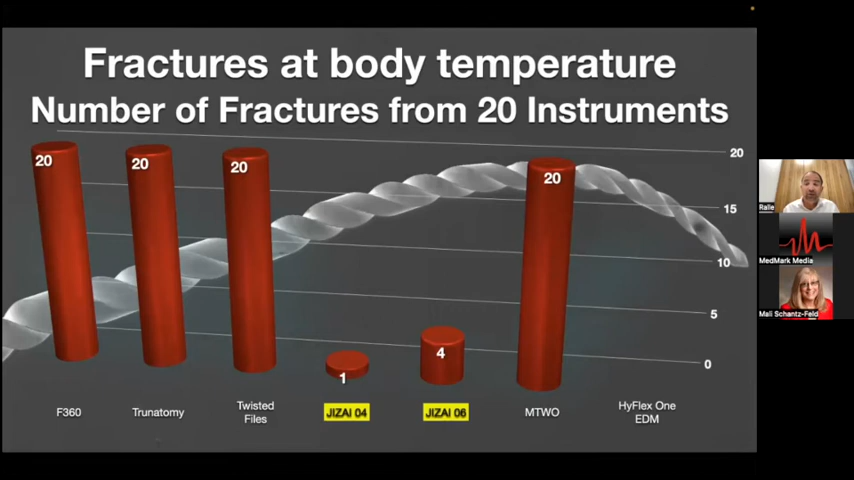 Fractures at body temperature
Number of Fractures from 20 Instruments
20
20
20
1
4
20
20
15
10
5
0
F360
Trunatomy
Twisted
Files
JIZAI 04
JIZAI 06
MTWO
HyFlex One
EDM
MedMark Media
Mali Schantz-Feld